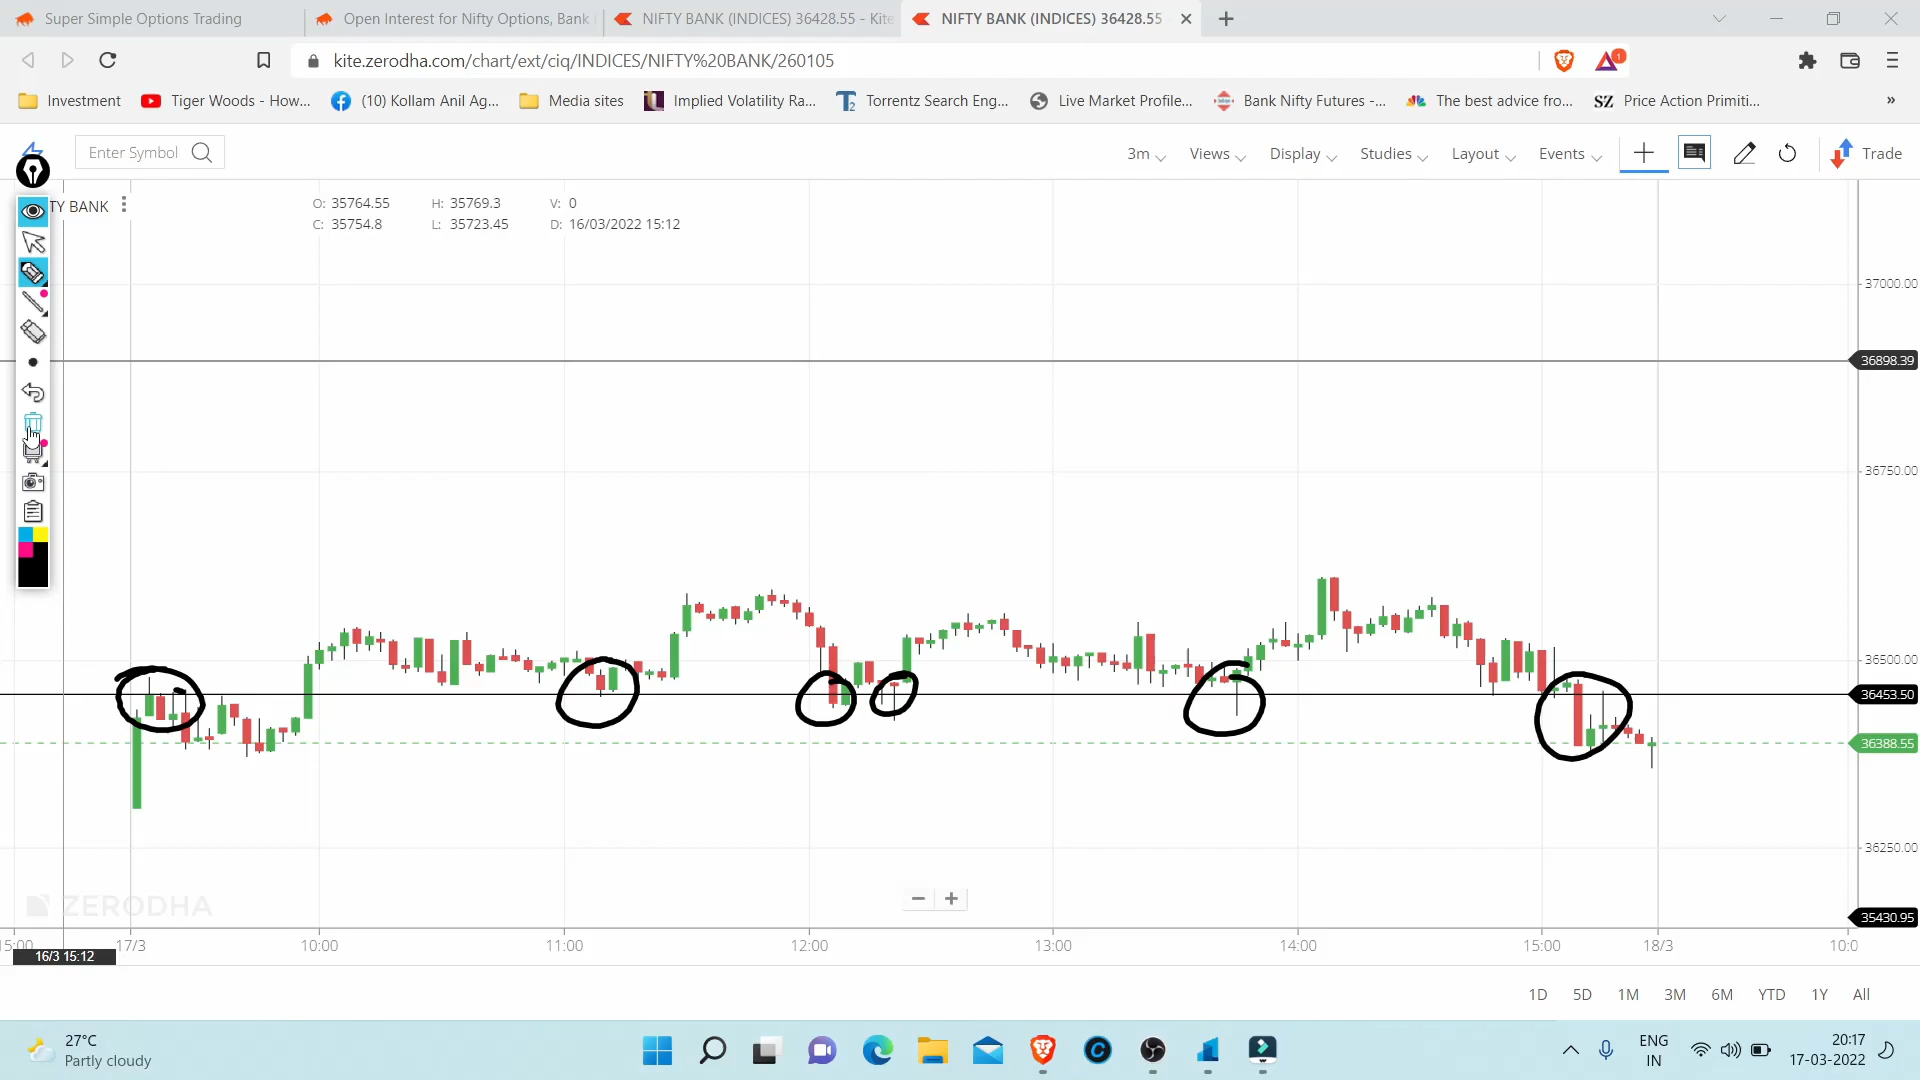 Super Simple Options Trading
Open Interest for Nifty Options, Bank
NIFTY BANK (INDICES) 36428.55 - Kite
NIFTY BANK (INDICES) 36428.55
kite.zerodha.com/chart/ext/ciq/INDICES/NIFTY%20BANK/260105
1
Investment
Tiger Woods - How...
(10) Kollam Anil Ag...
Media sites
Implied Volatility Ra...
Torrentz Search Eng...
Live Market Profile...
Bank Nifty Futures -...
The best advice fro...
SZ Price Action Primiti...
»
Enter Symbol
3m
Views
Display
Studies
Layout
Events
Trade
TY BANK
O: 35764.55 H: 35769.3 V: 0
C: 35754.8 L: 35723.45 D: 16/03/2022 15:12
37000.00
36898.39
36750.00
36500.00
36453.50
36388.55
36250.00
35430.95
ZERODHA
15:00 17/3 10:00 11:00 12:00 13:00 14:00 15:00 18/3 10:0
16/3 15:12
1D 5D 1M 3M 6M YTD 1Y All
27°C
Partly cloudy
ENG
IN
20:17
17-03-2022